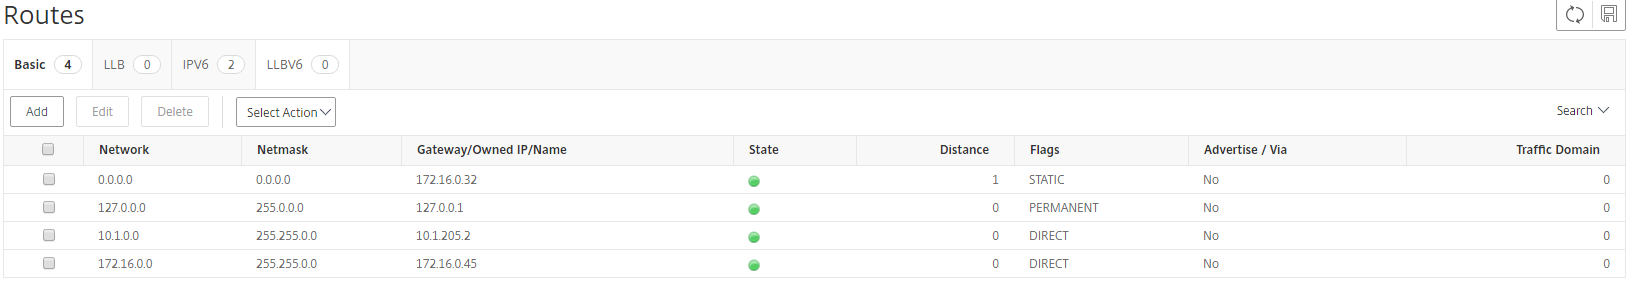 Routes
Basic 4 LLB 0 IPV6 2 LLBV6 0
Add Edit Delete Select Action Search
Network Netmask Gateway/Owned IP/Name State Distance Flags Advertise / Via Traffic Domain
0.0.0.0 0.0.0.0 172.16.0.32 1 STATIC No 0
127.0.0.0 255.0.0.0 127.0.0.1 0 PERMANENT No 0
10.1.0.0 255.255.0.0 10.1.205.2 0 DIRECT No 0
172.16.0.0 255.255.0.0 172.16.0.45 0 DIRECT No 0